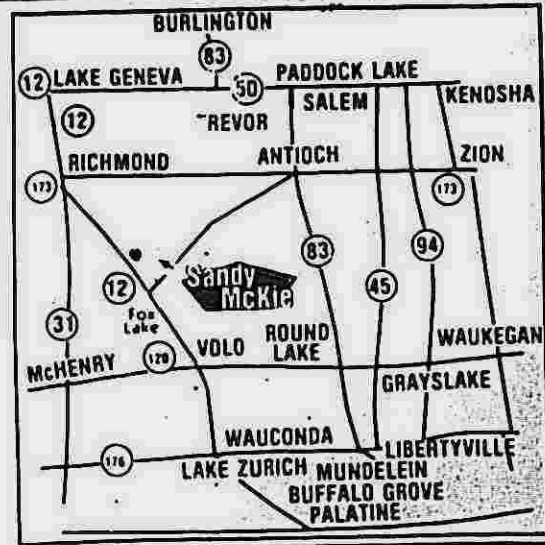 BURLINGTON
83
12 LAKE GENEVA 50 PADDOCK LAKE
SALEM KENOSHA
12 REVOR
RICHMOND ANTIOCH ZION
173 173
83 94
Sandy
McKie
12 45
Fox
Lake
31
VOLO ROUND
LAKE WAUKEGAN
McHENRY 120
GRAYSLAKE
WAUCONDA LIBERTYVILLE
176 LAKE ZURICH MUNDELEIN
BUFFALO GROVE
PALATINE